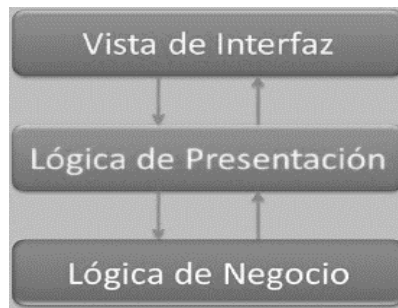 Vista de Interfaz
Lógica de Presentación
Lógica de Negocio